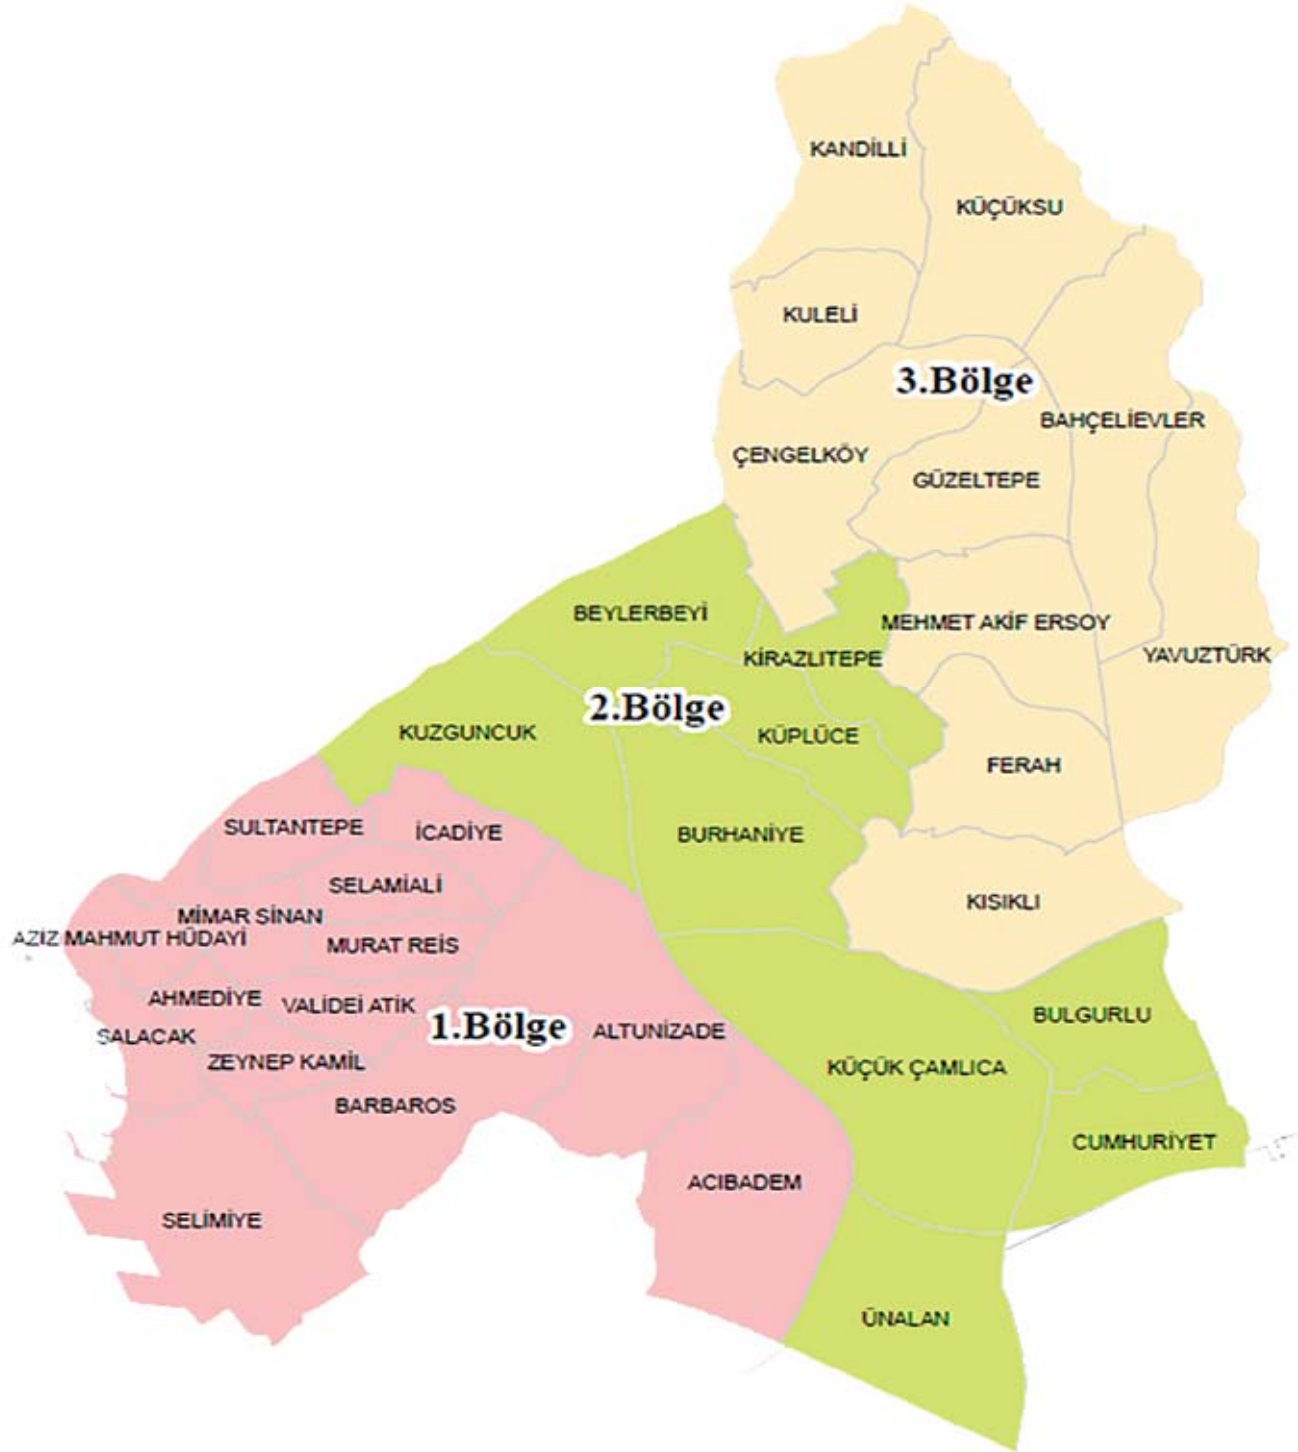 KANDİLLİ
KÜÇÜKSU
KULELİ
3.Bölge
BAHÇELİEVLER
ÇENGELKÖY
GÜZELTEPE
BEYLERBEYİ
MEHMET AKİF ERSOY
KİRAZLITEPE
YAVUZTÜRK
2.Bölge
KUZGUNCUK
KÜPLÜCE
FERAH
SULTANTEPE
İCADİYE
BURHANİYE
SELAMİALİ
KISIKLI
MİMAR SİNAN
AZİZ MAHMUT HÜDAYİ
MURAT REİS
AHMEDİYE
VALİDEİ ATİK
1.Bölge
ALTUNİZADE
BULGURLU
SALACAK
ZEYNEP KAMİL
KÜÇÜK ÇAMLICA
BARBAROS
CUMHURİYET
ACIBADEM
SELİMİYE
ÜNALAN